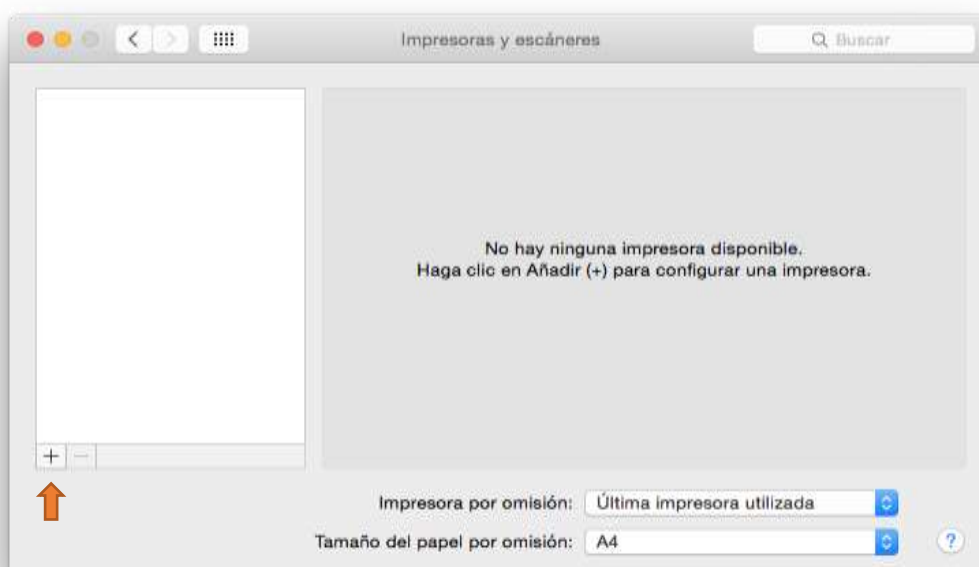 Impresoras y escáneres
Buscar
No hay ninguna impresora disponible.
Haga clic en Añadir (+) para configurar una impresora.
+ −
Impresora por omisión: Última impresora utilizada
Tamaño del papel por omisión: A4
?